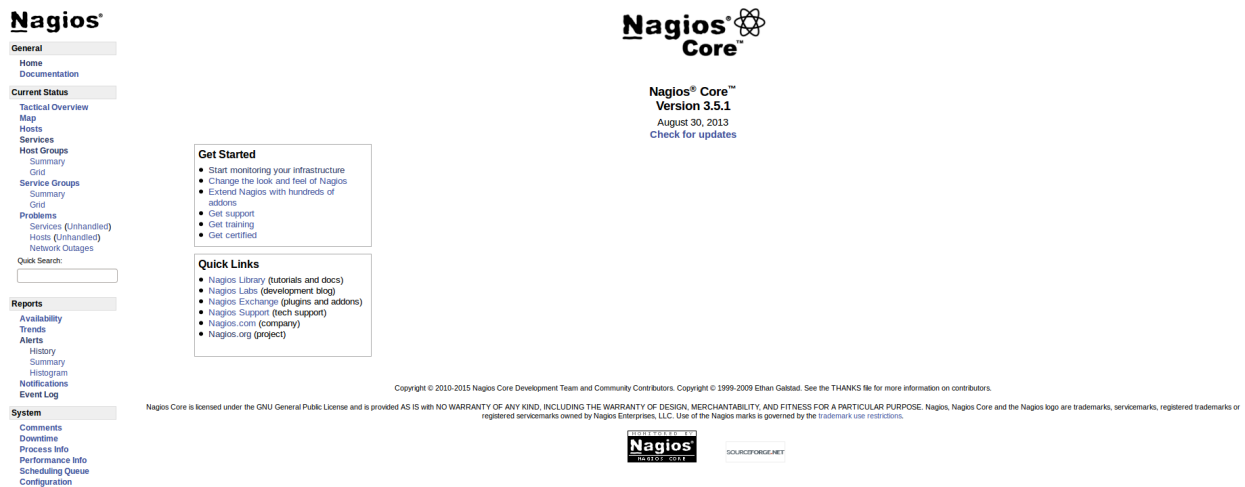 Nagios®
General
Home
Documentation
Current Status
Tactical Overview
Map
Hosts
Services
Host Groups
Summary
Grid
Service Groups
Summary
Grid
Problems
Services (Unhandled)
Hosts (Unhandled)
Network Outages
Quick Search:
Reports
Availability
Trends
Alerts
History
Summary
Histogram
Notifications
Event Log
System
Comments
Downtime
Process Info
Performance Info
Scheduling Queue
Configuration
Nagios®
Core™
Nagios® Core™
Version 3.5.1
August 30, 2013
Check for updates
Get Started
Start monitoring your infrastructure
Change the look and feel of Nagios
Extend Nagios with hundreds of
addons
Get support
Get training
Get certified
Quick Links
Nagios Library (tutorials and docs)
Nagios Labs (development blog)
Nagios Exchange (plugins and addons)
Nagios Support (tech support)
Nagios.com (company)
Nagios.org (project)
Copyright © 2010-2015 Nagios Core Development Team and Community Contributors. Copyright © 1999-2009 Ethan Galstad. See the THANKS file for more information on contributors.
Nagios Core is licensed under the GNU General Public License and is provided AS IS with NO WARRANTY OF ANY KIND, INCLUDING THE WARRANTY OF DESIGN, MERCHANTABILITY, AND FITNESS FOR A PARTICULAR PURPOSE. Nagios, Nagios Core and the Nagios logo are trademarks, servicemarks, registered trademarks or
registered servicemarks owned by Nagios Enterprises, LLC. Use of the Nagios marks is governed by the trademark use restrictions.
MONITORED BY
Nagios®
NAGIOS CORE
SOURCEFORGE.NET